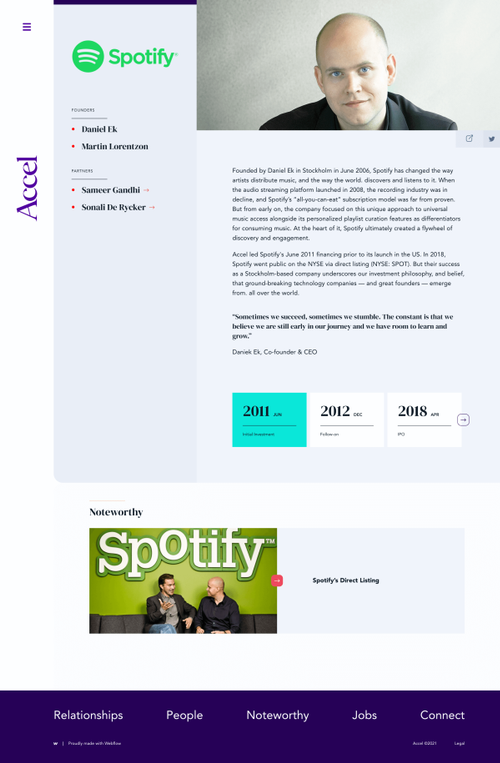 Accel
Spotify
FOUNDERS
Daniel Ek
Martin Lorentzon
PARTNERS
Sameer Gandhi →
Sonali De Rycker →
Founded by Daniel Ek in Stockholm in June 2006, Spotify has changed the way
artists distribute music, and the way the world. discovers and listens to it. When
the audio streaming platform launched in 2008, the recording industry was in
decline, and Spotify's "all-you-can-eat" subscription model was far from proven.
But from early on, the company focused on this unique approach to universal
music access alongside its personalized playlist curation features as differentiators
for consuming music. At the heart of it, Spotify ultimately created a flywheel of
discovery and engagement.
Accel led Spotify's June 2011 financing prior to its launch in the US. In 2018,
Spotify went public on the NYSE via direct listing (NYSE: SPOT). But their success
as a Stockholm-based company underscores our investment philosophy, and belief,
that ground-breaking technology companies — and great founders — emerge
from. all over the world.
"Sometimes we succeed, sometimes we stumble. The constant is that we
believe we are still early in our journey and we have room to learn and
grow."
Daniek Ek, Co-founder & CEO
2011 JUN
Initial Investment
2012 DEC
Follow-on
2018 APR
IPO
Noteworthy
Spotify™
Spotify's Direct Listing
Relationships People Noteworthy Jobs Connect
w | Proudly made with Webflow
Accel ©2021 Legal